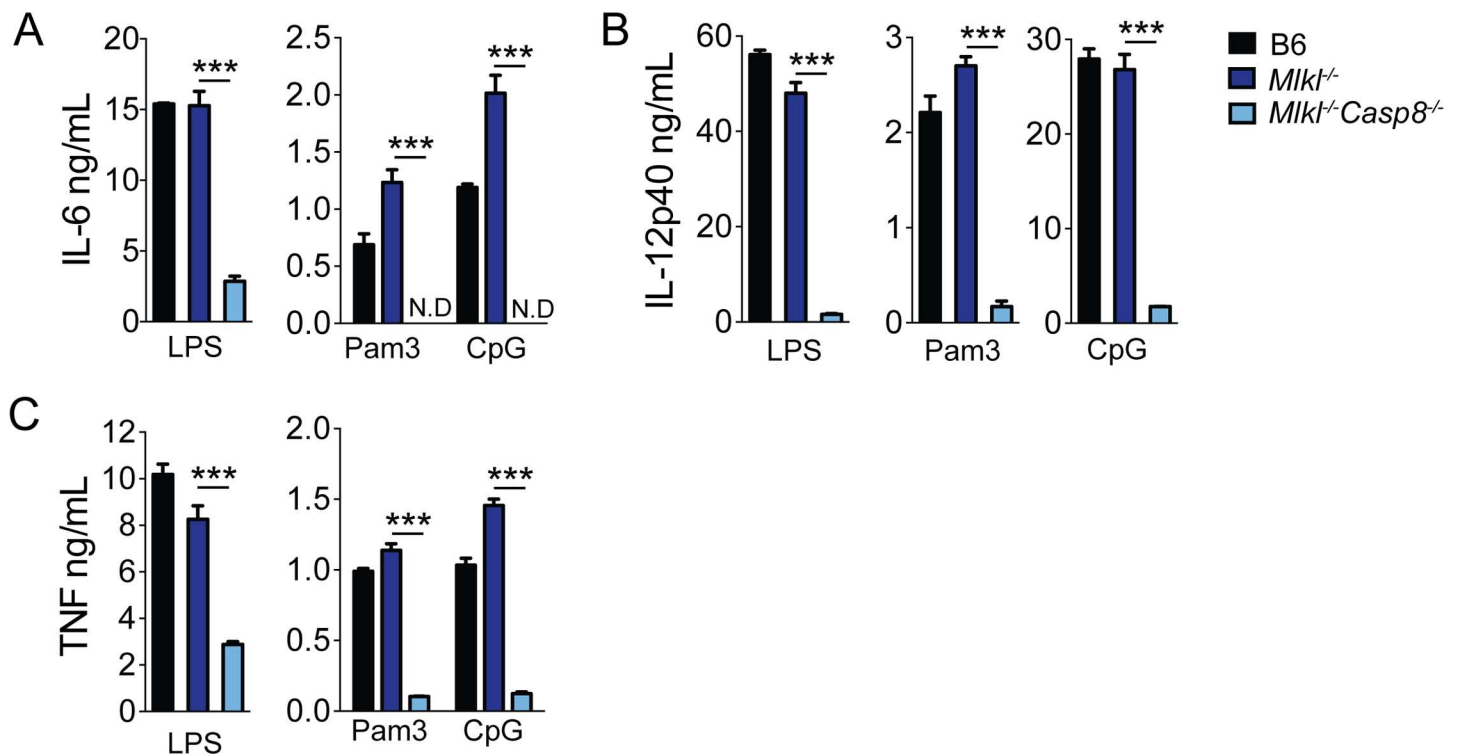 A
IL-6 ng/mL
20
15
10
5
0
***
LPS
2.5
2.0
1.5
1.0
0.5
0.0
***
***
N.D
N.D
Pam3
CpG
B
IL-12p40 ng/mL
60
40
20
0
***
LPS
3
2
1
0
***
Pam3
30
20
10
0
***
CpG
B6
Mlkl-/-
Mlkl-/-Casp8-/-
C
TNF ng/mL
12
10
8
6
4
2
0
***
LPS
2.0
1.5
1.0
0.5
0.0
***
***
Pam3
CpG